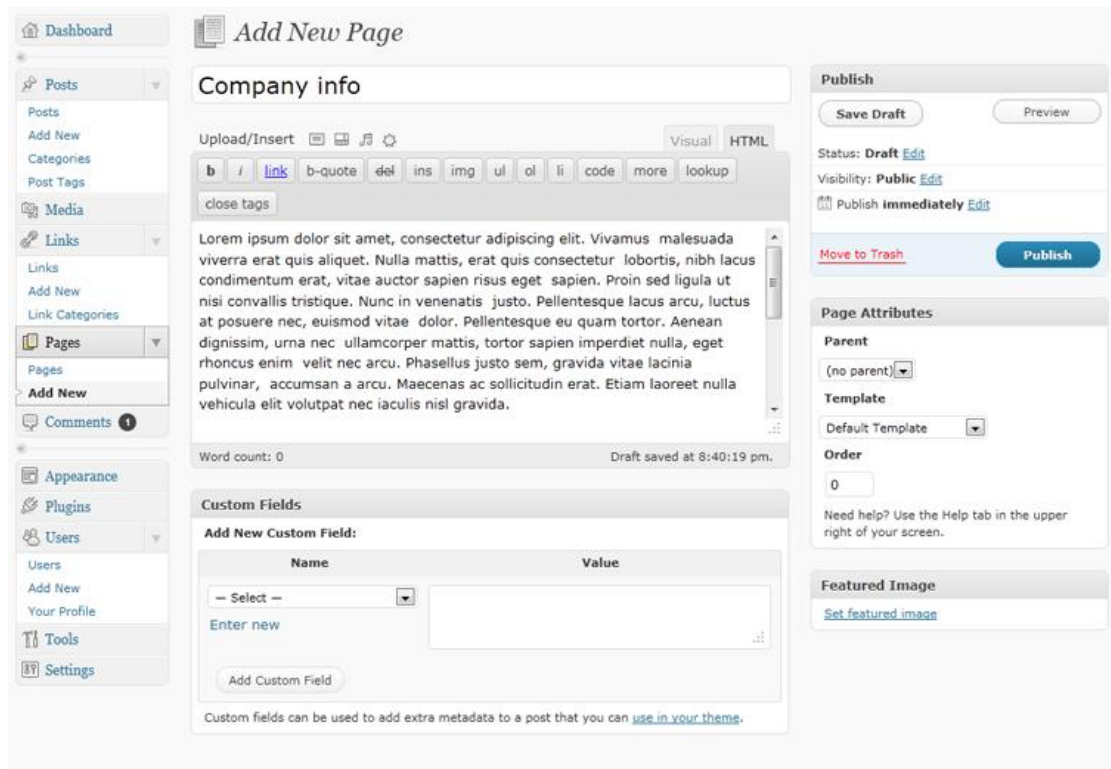 Dashboard
Posts
Posts
Add New
Categories
Post Tags
Media
Links
Links
Add New
Link Categories
Pages
Pages
Add New
Comments 1
Appearance
Plugins
Users
Users
Add New
Your Profile
Tools
Settings
Add New Page
Company info
Upload/Insert
Visual HTML
b i link b-quote del ins img ul ol li code more lookup
close tags
Lorem ipsum dolor sit amet, consectetur adipiscing elit. Vivamus malesuada
viverra erat quis aliquet. Nulla mattis, erat quis consectetur lobortis, nibh lacus
condimentum erat, vitae auctor sapien risus eget sapien. Proin sed ligula ut
nisi convallis tristique. Nunc in venenatis justo. Pellentesque lacus arcu, luctus
at posuere nec, euismod vitae dolor. Pellentesque eu quam tortor. Aenean
dignissim, urna nec ullamcorper mattis, tortor sapien imperdiet nulla, eget
rhoncus enim velit nec arcu. Phasellus justo sem, gravida vitae lacinia
pulvinar, accumsan a arcu. Maecenas ac sollicitudin erat. Etiam laoreet nulla
vehicula elit volutpat nec iaculis nisl gravida.
Word count: 0 Draft saved at 8:40:19 pm.
Custom Fields
Add New Custom Field:
Name Value
— Select —
Enter new
Add Custom Field
Custom fields can be used to add extra metadata to a post that you can use in your theme.
Publish
Save Draft Preview
Status: Draft Edit
Visibility: Public Edit
Publish immediately Edit
Move to Trash Publish
Page Attributes
Parent
(no parent)
Template
Default Template
Order
0
Need help? Use the Help tab in the upper
right of your screen.
Featured Image
Set featured image